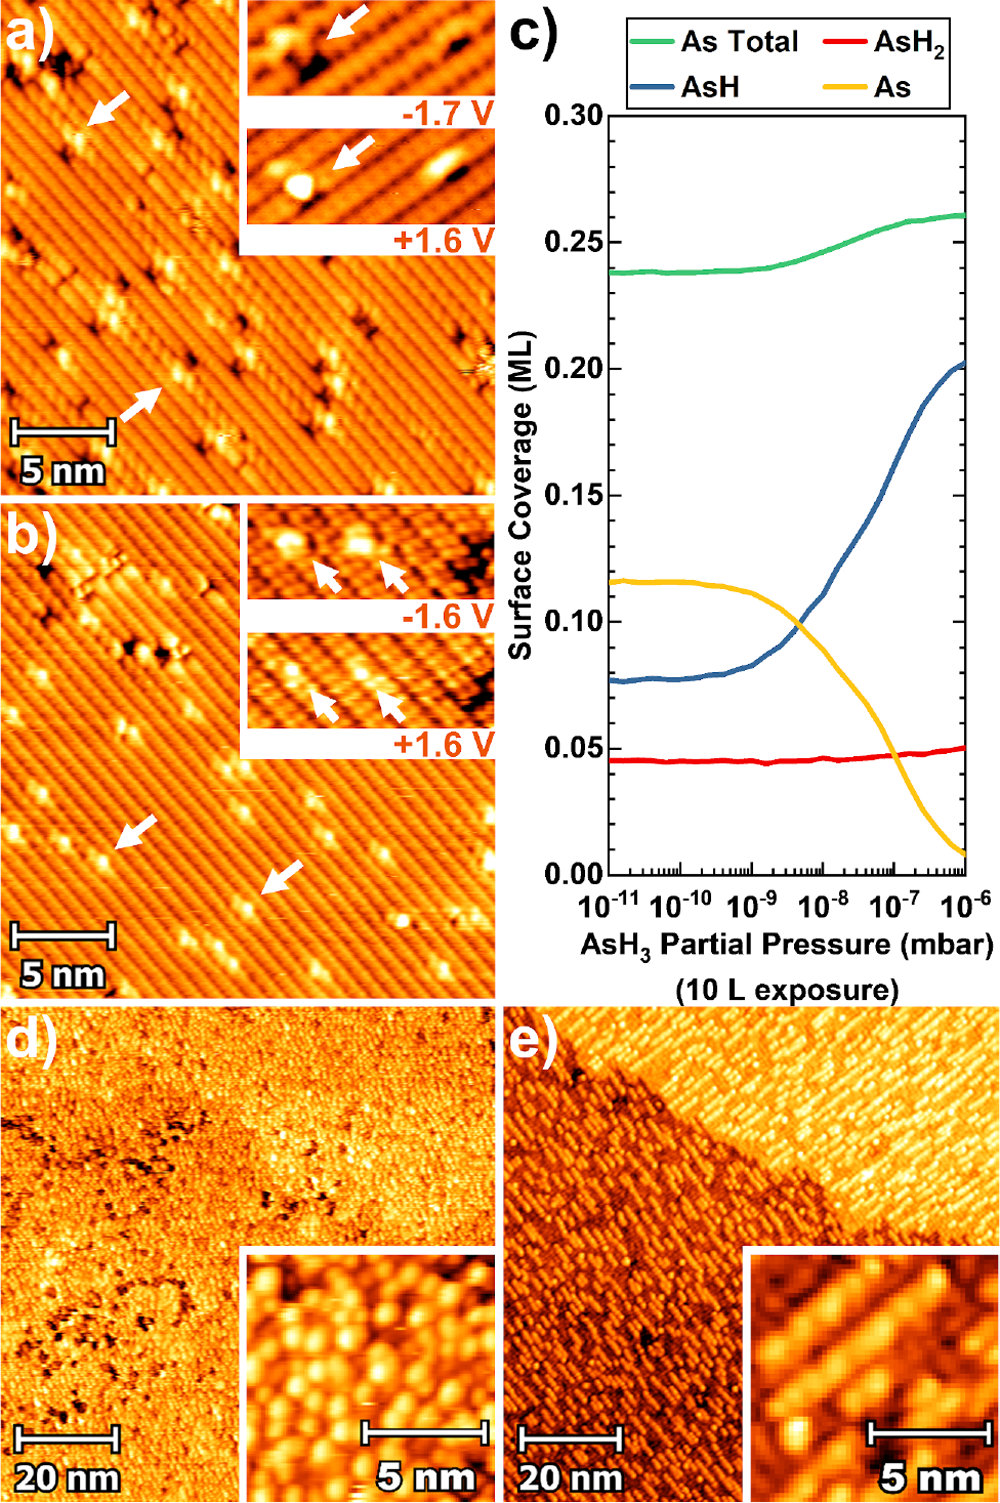 a)
-1.7 V
+1.6 V
5 nm
b)
-1.6 V
+1.6 V
5 nm
c)
As Total AsH₂
AsH As
0.30
0.25
0.20
0.15
0.10
0.05
0.00
Surface Coverage (ML)
10⁻¹¹ 10⁻¹⁰ 10⁻⁹ 10⁻⁸ 10⁻⁷ 10⁻⁶
AsH₃ Partial Pressure (mbar)
(10 L exposure)
d)
20 nm
5 nm
e)
20 nm
5 nm